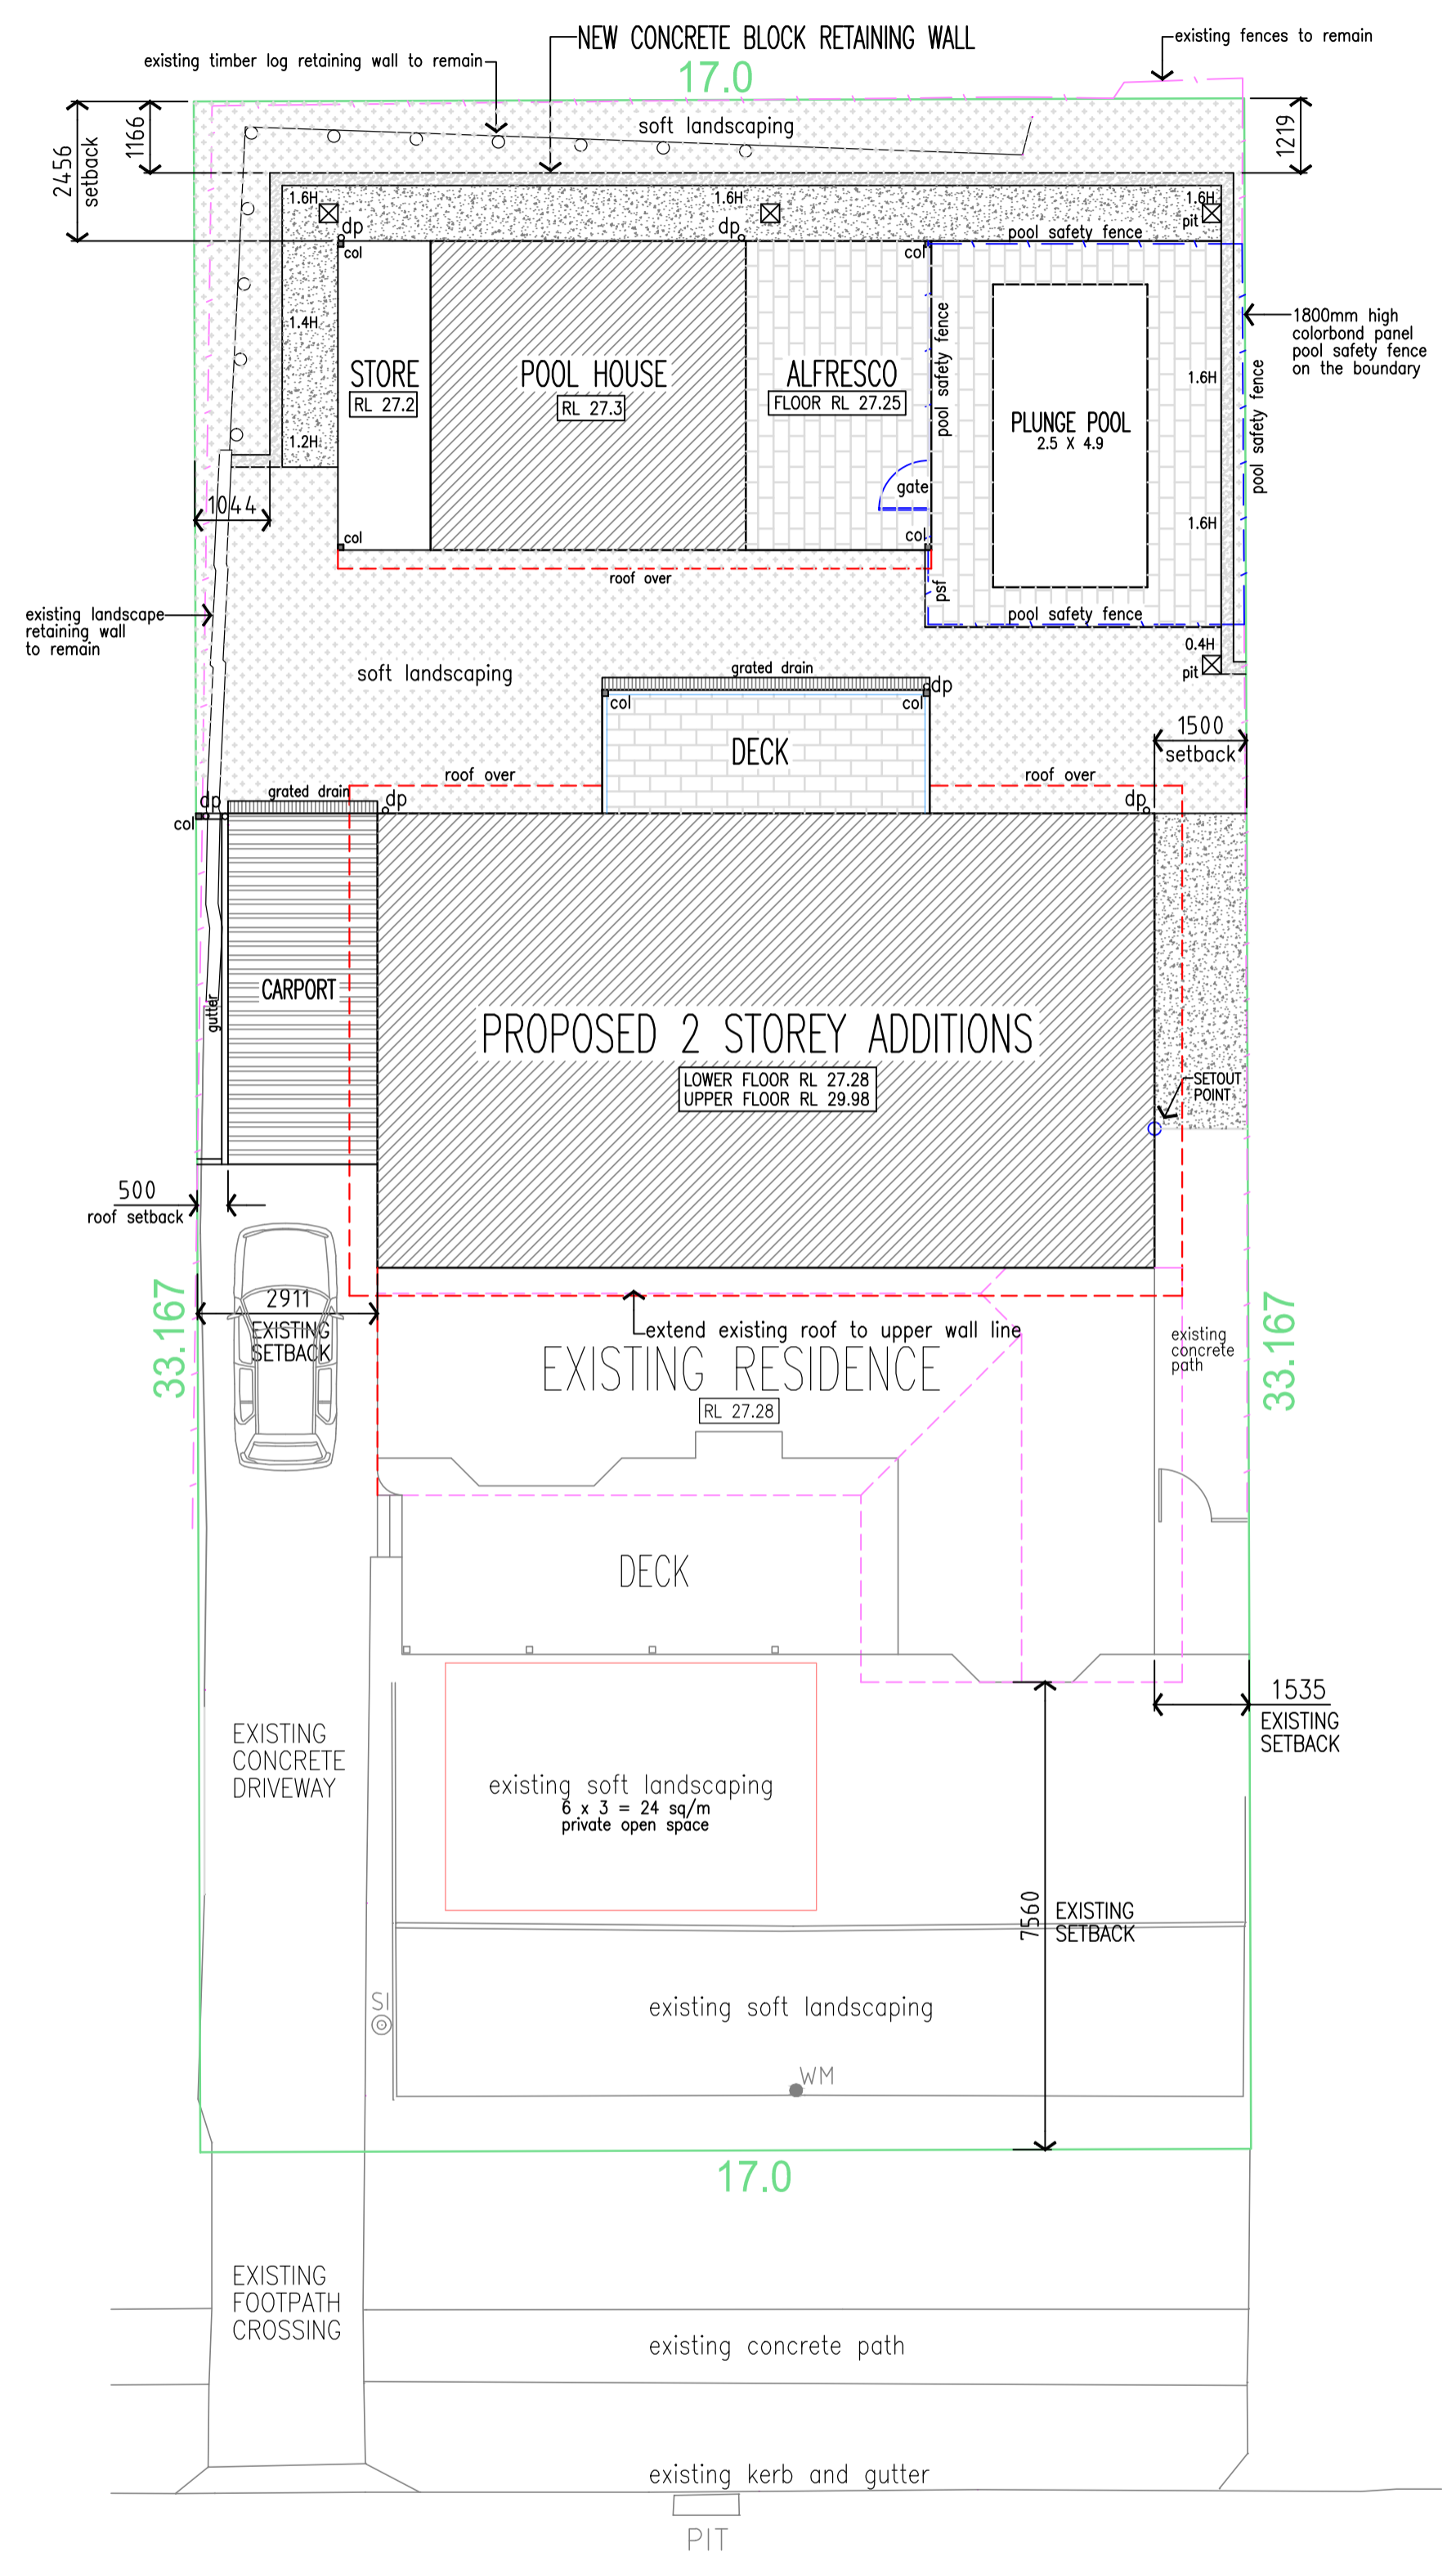 NEW CONCRETE BLOCK RETAINING WALL
existing fences to remain
existing timber log retaining wall to remain
17.0
soft landscaping
1166
2456
setback
1219
1.6H
1.6H
1.6H
pit
dp
dp
col
col
pool safety fence
1800mm high
colorbond panel
pool safety fence
on the boundary
1.4H
pool safety fence
pool safety fence
1.6H
STORE
RL 27.2
POOL HOUSE
RL 27.3
ALFRESCO
FLOOR RL 27.25
PLUNGE POOL
2.5 X 4.9
1.2H
gate
1044
1.6H
col
col
roof over
psf
pool safety fence
existing landscape
retaining wall
to remain
0.4H
pit
soft landscaping
grated drain
dp
col
col
DECK
1500
setback
roof over
roof over
grated drain
dp
dp
dp
col
CARPORT
gutter
PROPOSED 2 STOREY ADDITIONS
LOWER FLOOR RL 27.28
UPPER FLOOR RL 29.98
SETOUT
POINT
500
roof setback
2911
EXISTING
SETBACK
33.167
33.167
extend existing roof to upper wall line
existing
concrete
path
EXISTING RESIDENCE
RL 27.28
DECK
1535
EXISTING
SETBACK
EXISTING
CONCRETE
DRIVEWAY
existing soft landscaping
6 x 3 = 24 sq/m
private open space
7560
EXISTING
SETBACK
SI
existing soft landscaping
WM
17.0
EXISTING
FOOTPATH
CROSSING
existing concrete path
existing kerb and gutter
PIT